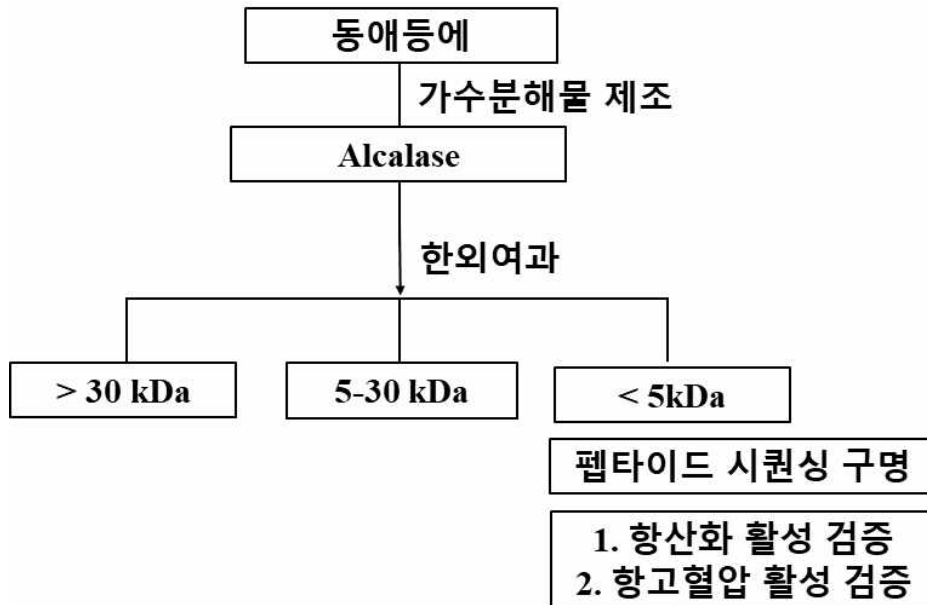 동애등에
가수분해물 제조
Alcalase
한외여과
> 30 kDa
5-30 kDa
< 5kDa
펩타이드 시퀀싱 구명
1. 항산화 활성 검증
2. 항고혈압 활성 검증